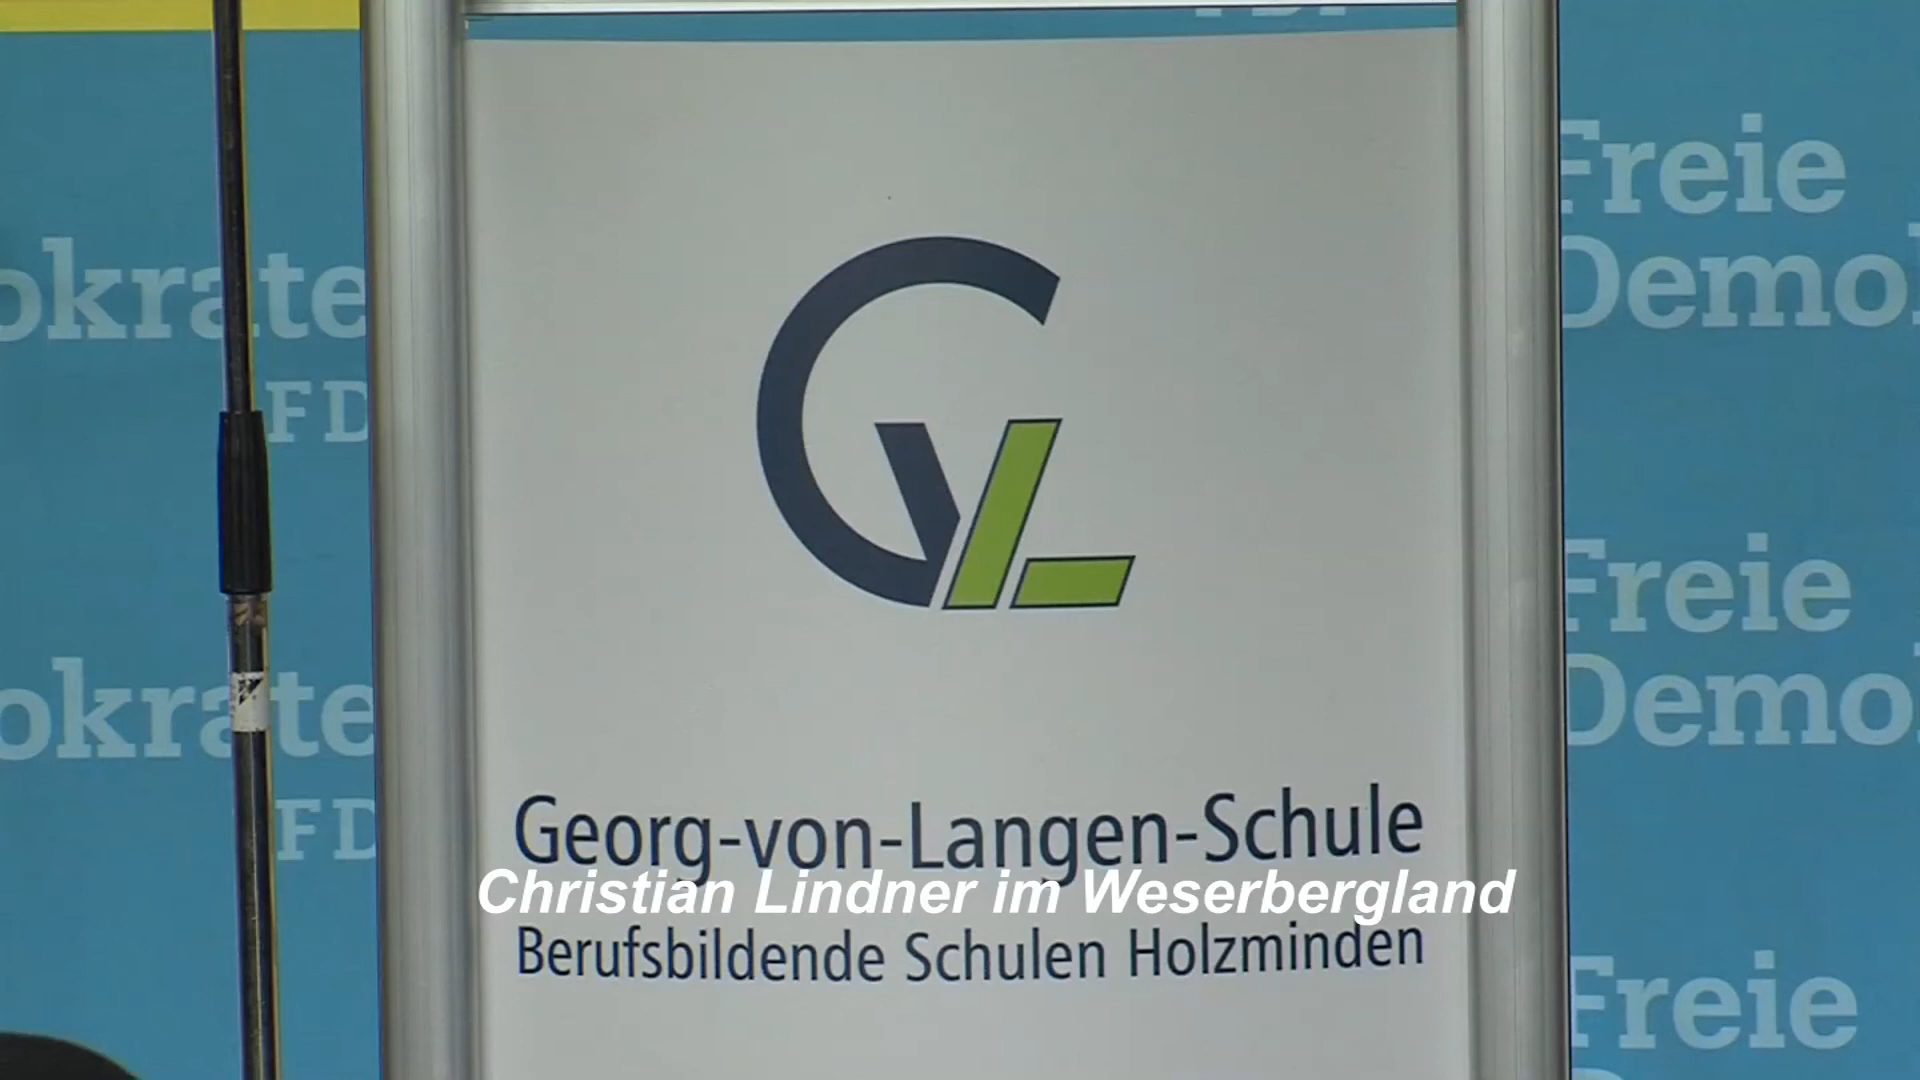 Freie
Demo
okrate
FD
GVL
Freie
Demo
okrate
FD
Georg-von-Langen-Schule
Christian Lindner im Weserbergland
Berufsbildende Schulen Holzminden
Freie